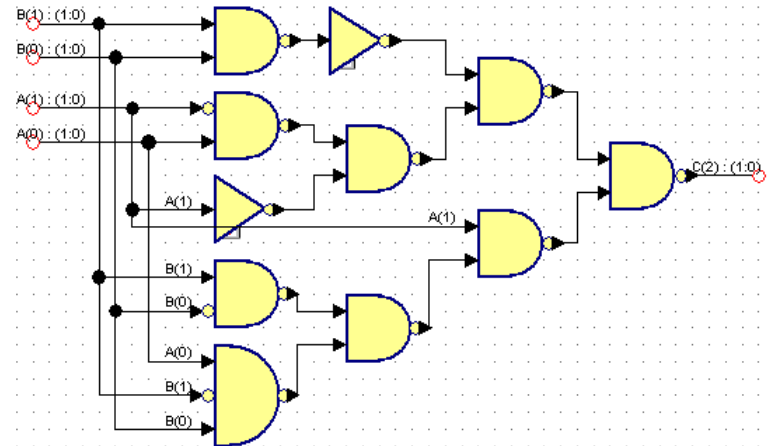 B(1) : (1:0)
B(0) : (1:0)
A(1) : (1:0)
A(0) : (1:0)
C(2) : (1:0)
A(1)
A(1)
B(1)
B(0)
A(0)
B(1)
B(0)